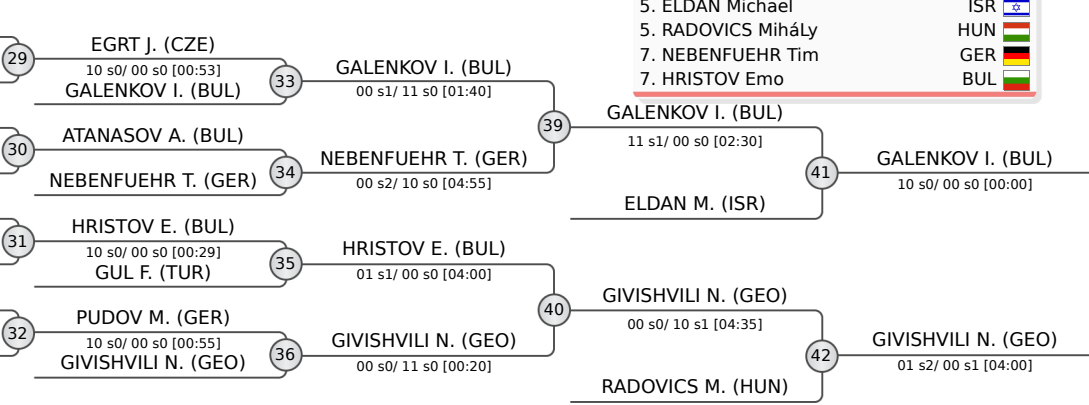 5. ELDAN Michael ISR
5. RADOVICS MiháLy HUN
7. NEBENFUEHR Tim GER
7. HRISTOV Emo BUL
29
EGRT J. (CZE)
10 s0/ 00 s0 [00:53]
GALENKOV I. (BUL)
33
GALENKOV I. (BUL)
00 s1/ 11 s0 [01:40]
30
ATANASOV A. (BUL)
NEBENFUEHR T. (GER)
34
NEBENFUEHR T. (GER)
00 s2/ 10 s0 [04:55]
39
GALENKOV I. (BUL)
11 s1/ 00 s0 [02:30]
ELDAN M. (ISR)
41
GALENKOV I. (BUL)
10 s0/ 00 s0 [00:00]
31
HRISTOV E. (BUL)
10 s0/ 00 s0 [00:29]
GUL F. (TUR)
35
HRISTOV E. (BUL)
01 s1/ 00 s0 [04:00]
32
PUDOV M. (GER)
10 s0/ 00 s0 [00:55]
GIVISHVILI N. (GEO)
36
GIVISHVILI N. (GEO)
00 s0/ 11 s0 [00:20]
40
GIVISHVILI N. (GEO)
00 s0/ 10 s1 [04:35]
RADOVICS M. (HUN)
42
GIVISHVILI N. (GEO)
01 s2/ 00 s1 [04:00]